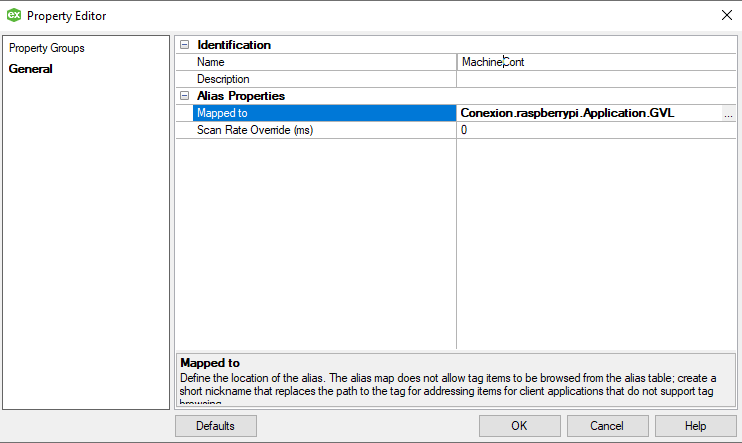 ex Property Editor
Property Groups
General
Identification
Name MachineCont
Description
Alias Properties
Mapped to Conexion.raspberrypi.Application.GVL ...
Scan Rate Override (ms) 0
Mapped to
Define the location of the alias. The alias map does not allow tag items to be browsed from the alias table; create a
short nickname that replaces the path to the tag for addressing items for client applications that do not support tag
browsing
Defaults OK Cancel Help